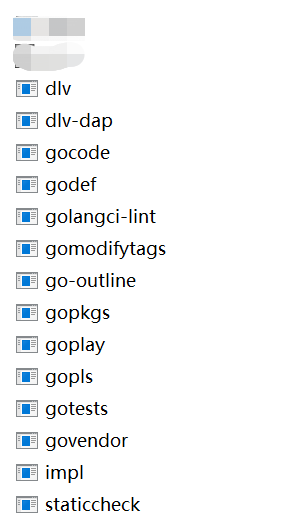 dlv
dlv-dap
gocode
godef
golangci-lint
gomodifytags
go-outline
gopkgs
goplay
gopls
gotests
govendor
impl
staticcheck